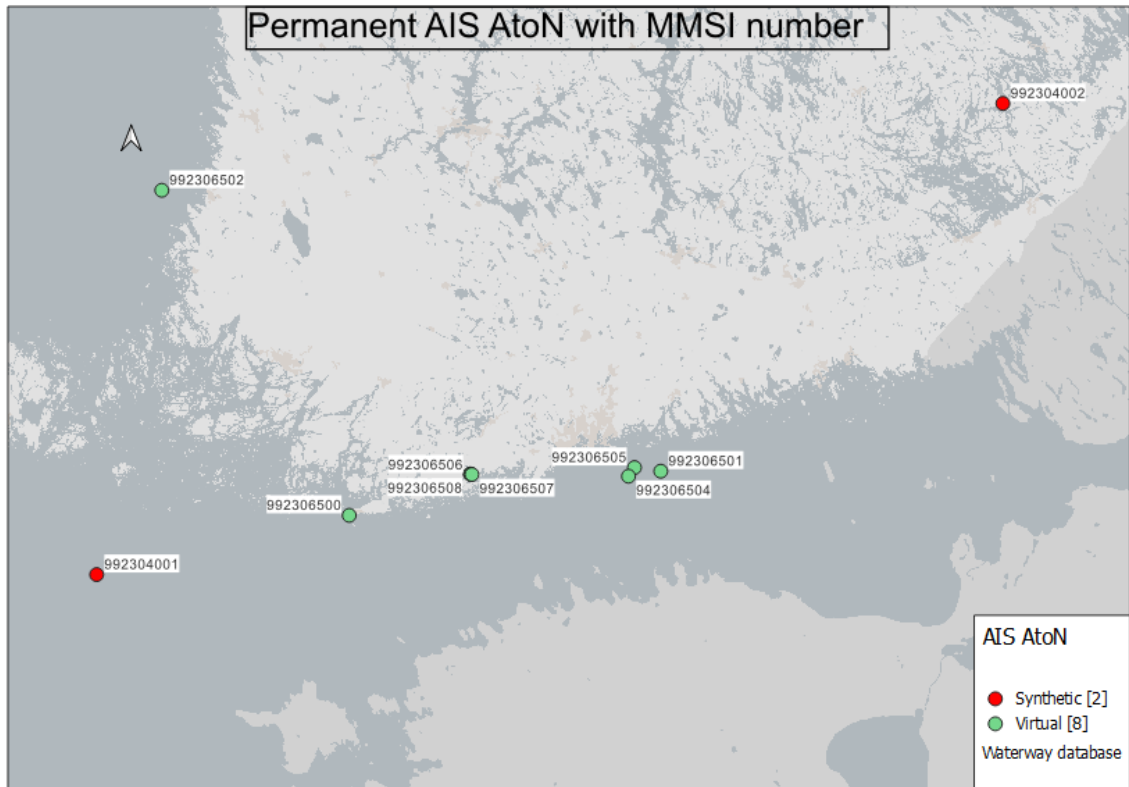 Permanent AIS AtoN with MMSI number
992304002
992306502
992306505
992306501
992306506
992306508
992306507
992306504
992306500
992304001
AIS AtoN
Synthetic [2]
Virtual [8]
Waterway database